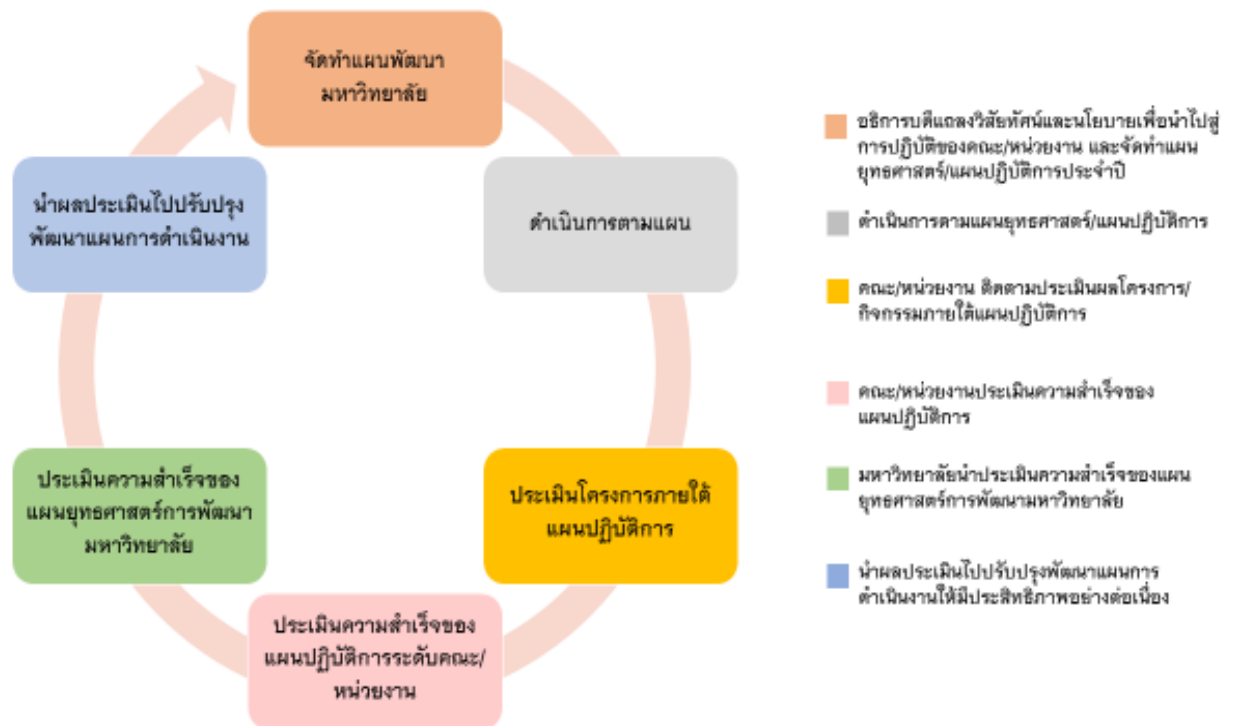 จัดทำแผนพัฒนา
มหาวิทยาลัย
ดำเนินการตามแผน
ประเมินโครงการภายใต้
แผนปฏิบัติการ
ประเมินความสำเร็จของ
แผนปฏิบัติการระดับคณะ/
หน่วยงาน
ประเมินความสำเร็จของ
แผนยุทธศาสตร์การพัฒนา
มหาวิทยาลัย
นำผลประเมินไปปรับปรุง
พัฒนาแผนการดำเนินงาน
อธิการบดีแถลงวิสัยทัศน์และนโยบายเพื่อนำไปสู่
การปฏิบัติของคณะ/หน่วยงาน และจัดทำแผน
ยุทธศาสตร์/แผนปฏิบัติการประจำปี
ดำเนินการตามแผนยุทธศาสตร์/แผนปฏิบัติการ
คณะ/หน่วยงาน ติดตามประเมินผลโครงการ/
กิจกรรมภายใต้แผนปฏิบัติการ
คณะ/หน่วยงานประเมินความสำเร็จของ
แผนปฏิบัติการ
มหาวิทยาลัยนำประเมินความสำเร็จของแผน
ยุทธศาสตร์การพัฒนามหาวิทยาลัย
นำผลประเมินไปปรับปรุงพัฒนาแผนการ
ดำเนินงานให้มีประสิทธิภาพอย่างต่อเนื่อง